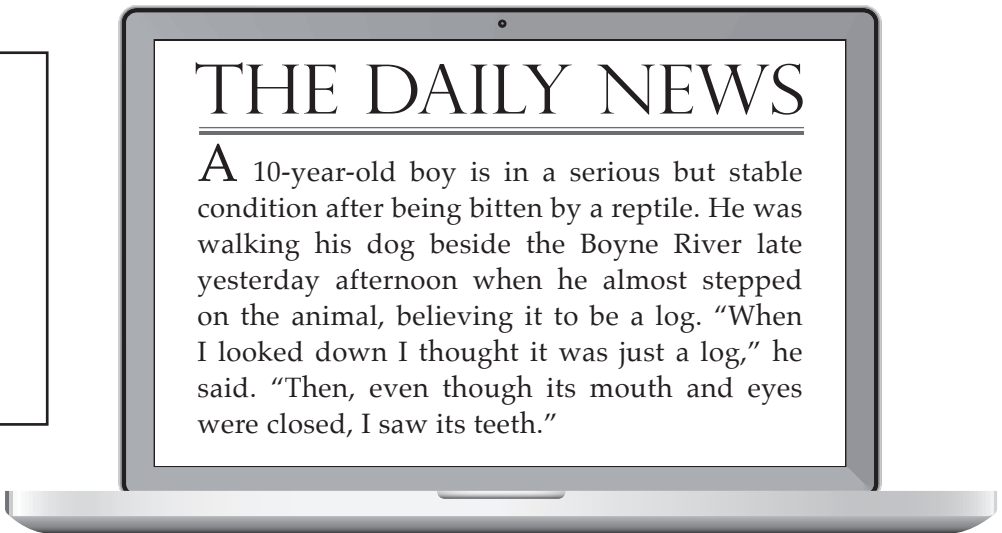 THE DAILY NEWS
A 10-year-old boy is in a serious but stable
condition after being bitten by a reptile. He was
walking his dog beside the Boyne River late
yesterday afternoon when he almost stepped
on the animal, believing it to be a log. “When
I looked down I thought it was just a log,” he
said. “Then, even though its mouth and eyes
were closed, I saw its teeth.”